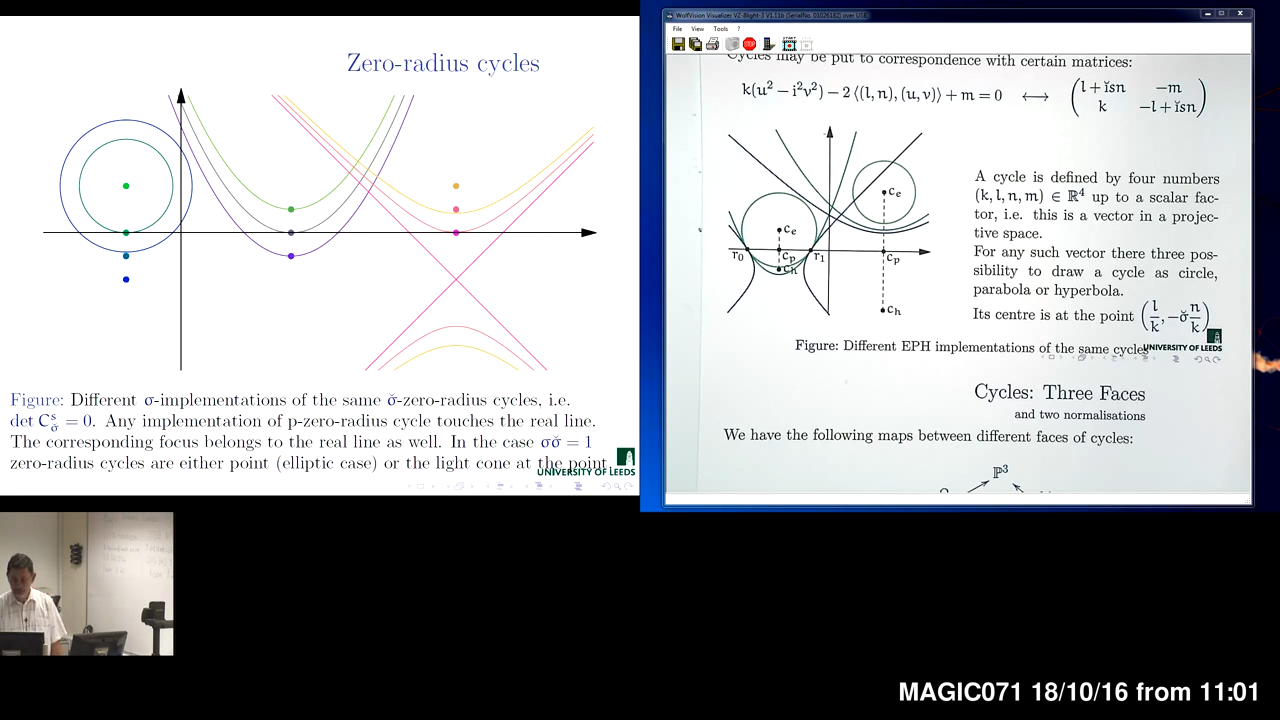 Zero-radius cycles
Figure: Different σ-implementations of the same σ̆-zero-radius cycles, i.e.
det C^s_σ̆ = 0. Any implementation of p-zero-radius cycle touches the real line.
The corresponding focus belongs to the real line as well. In the case σσ̆ = 1
zero-radius cycles are either point (elliptic case) or the light cone at the point
UNIVERSITY OF LEEDS
File View Tools ?
Cycles may be put to correspondence with certain matrices:
k(u² − i²v²) − 2 ⟨(l, n), (u, v)⟩ + m = 0 ⟷ ( l + ĭsn −m
k −l + ĭsn )
c_e
c_e
r_0 c_p r_1 c_p
c_h
c_h
A cycle is defined by four numbers
(k, l, n, m) ∈ ℝ⁴ up to a scalar fac-
tor, i.e. this is a vector in a projec-
tive space.
For any such vector there three pos-
sibility to draw a cycle as circle,
parabola or hyperbola.
Its centre is at the point (l/k, −σ̆ n/k)
Figure: Different EPH implementations of the same cycles
UNIVERSITY OF LEEDS
Cycles: Three Faces
and two normalisations
We have the following maps between different faces of cycles:
ℙ³
MAGIC071 18/10/16 from 11:01